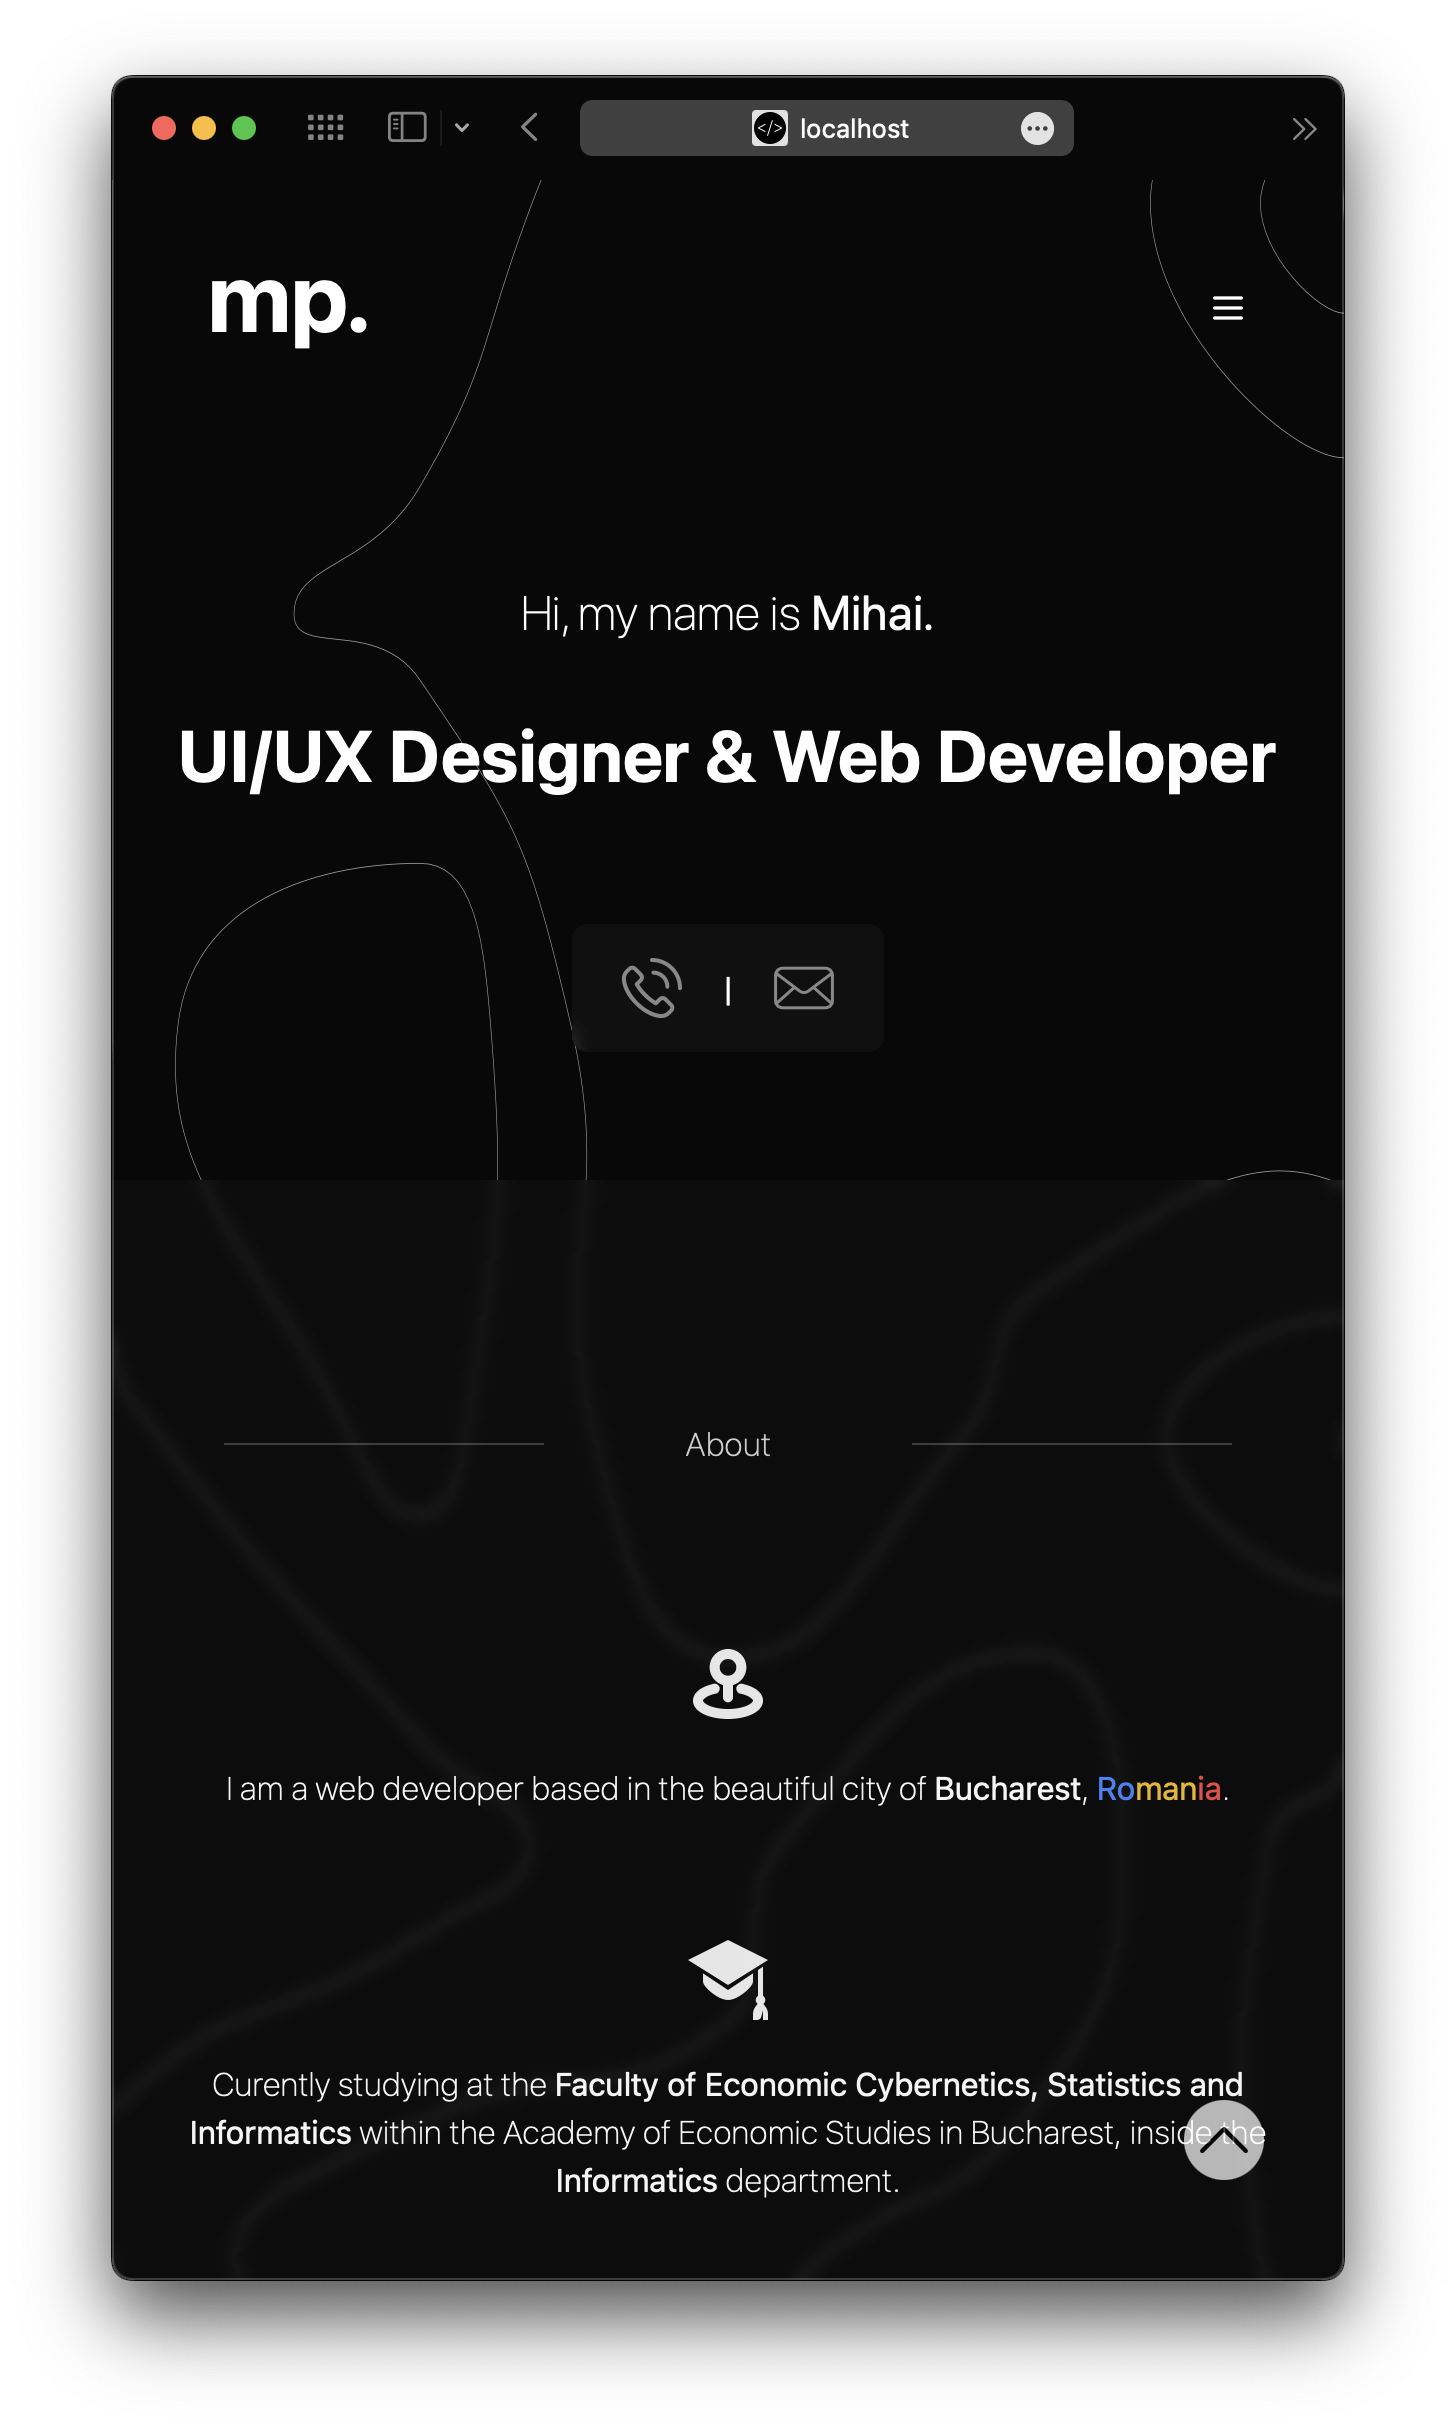 localhost
mp.
Hi, my name is Mihai.
UI/UX Designer & Web Developer
|
About
I am a web developer based in the beautiful city of Bucharest, Romania.
Curently studying at the Faculty of Economic Cybernetics, Statistics and
Informatics within the Academy of Economic Studies in Bucharest, inside the
Informatics department.